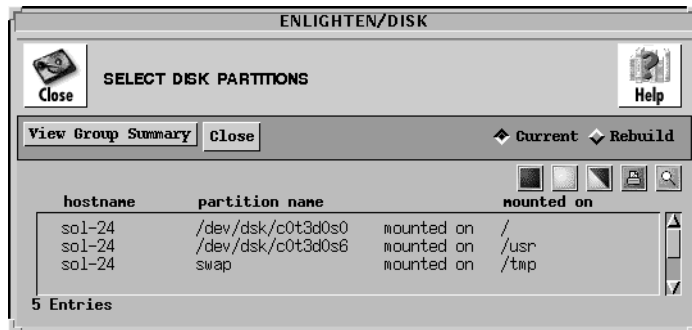 ENLIGHTEN/DISK
Close
SELECT DISK PARTITIONS
Help
View Group Summary Close Current Rebuild
hostname partition name mounted on
sol-24 /dev/dsk/c0t3d0s0 mounted on /
sol-24 /dev/dsk/c0t3d0s6 mounted on /usr
sol-24 swap mounted on /tmp
5 Entries